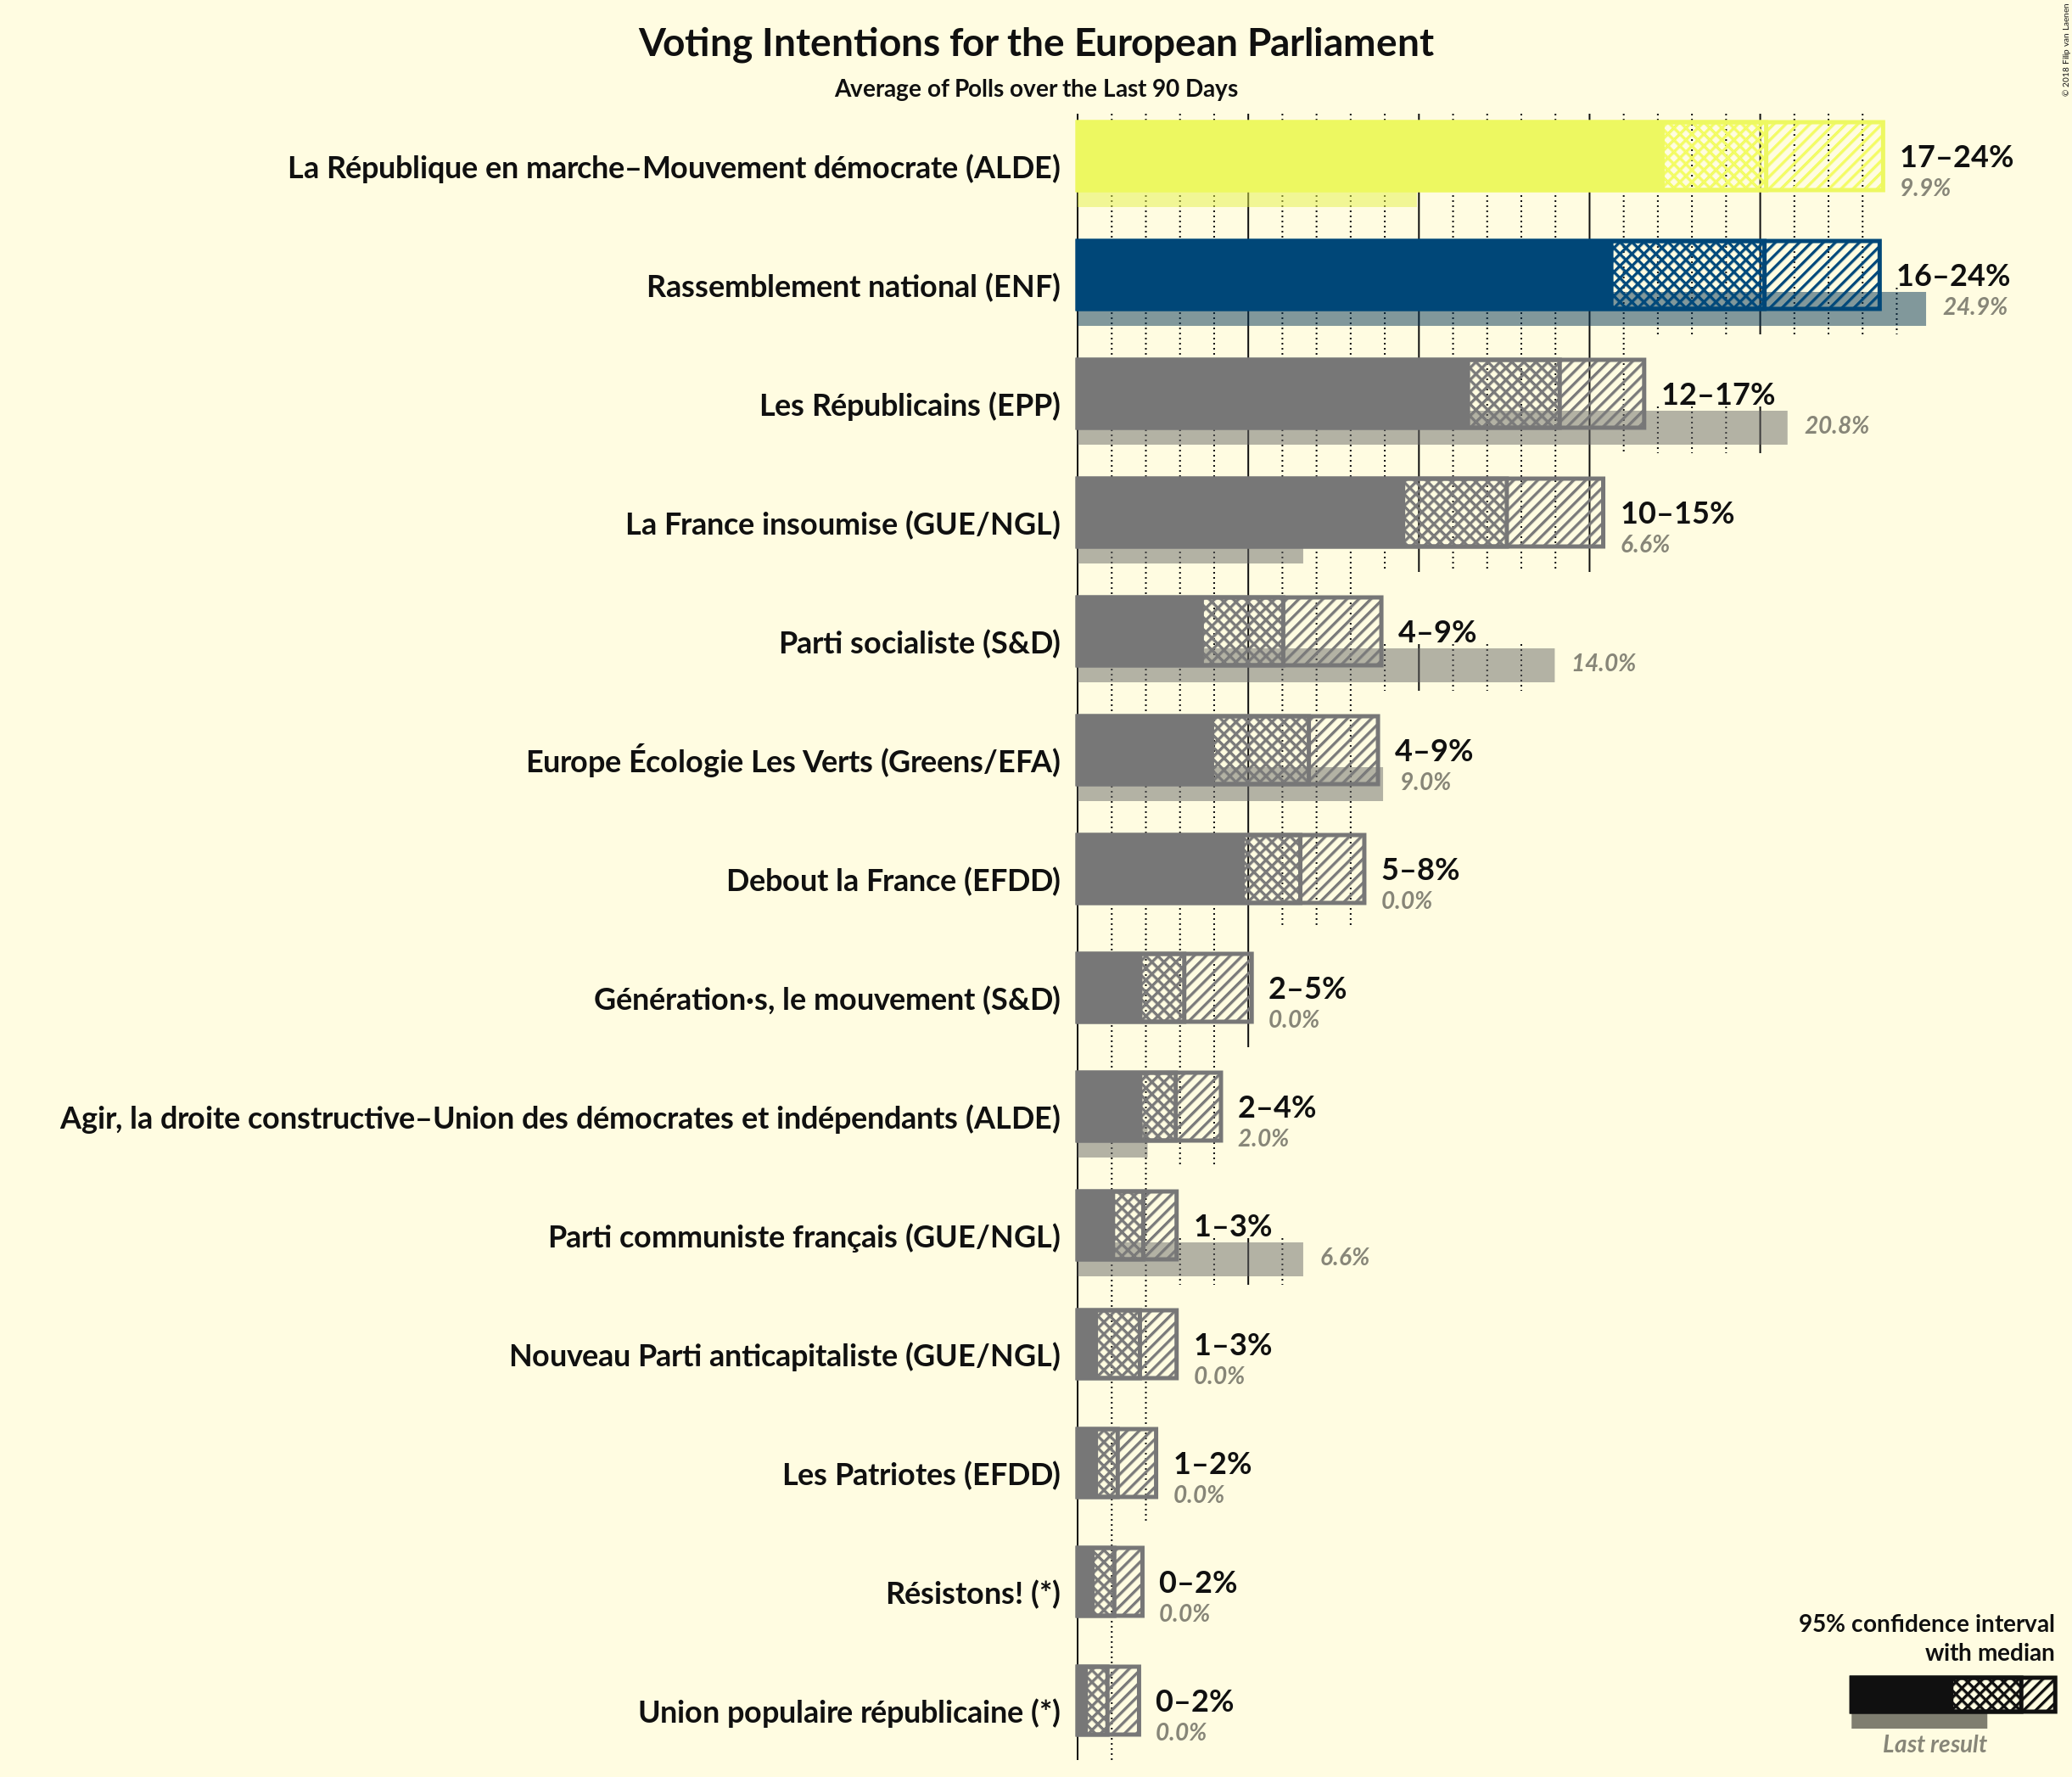 Voting Intentions for the European Parliament
Average of Polls over the Last 90 Days
© 2018 Filip van Laenen
La République en marche–Mouvement démocrate (ALDE)
17–24%
9.9%
Rassemblement national (ENF)
16–24%
24.9%
Les Républicains (EPP)
12–17%
20.8%
La France insoumise (GUE/NGL)
10–15%
6.6%
Parti socialiste (S&D)
4–9%
14.0%
Europe Écologie Les Verts (Greens/EFA)
4–9%
9.0%
Debout la France (EFDD)
5–8%
0.0%
Génération·s, le mouvement (S&D)
2–5%
0.0%
Agir, la droite constructive–Union des démocrates et indépendants (ALDE)
2–4%
2.0%
Parti communiste français (GUE/NGL)
1–3%
6.6%
Nouveau Parti anticapitaliste (GUE/NGL)
1–3%
0.0%
Les Patriotes (EFDD)
1–2%
0.0%
Résistons! (*)
0–2%
0.0%
Union populaire républicaine (*)
0–2%
0.0%
95% confidence interval
with median
Last result